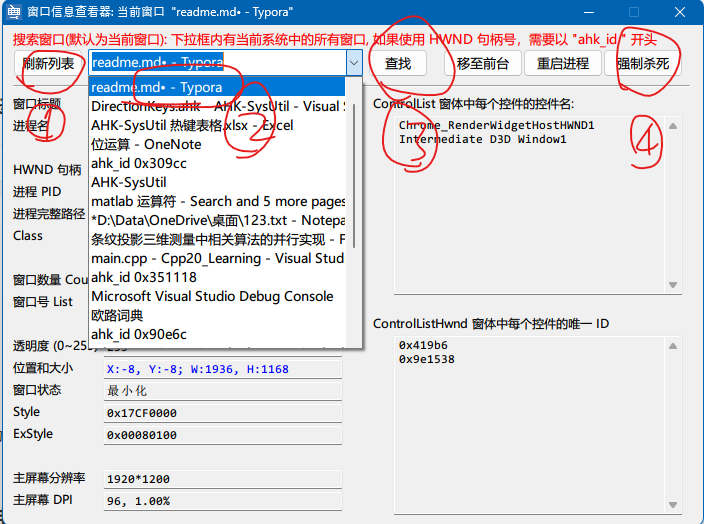 窗口信息查看器: 当前窗口 "readme.md• - Typora"
搜索窗口(默认为当前窗口): 下拉框内有当前系统中的所有窗口, 如果使用 HWND 句柄号，需要以 "ahk_id " 开头
刷新列表 readme.md• - Typora 查找 移至前台 重启进程 强制杀死
readme.md• - Typora
DirectionKeys.ahk - AHK-SysUtil - Visual S
AHK-SysUtil 热键表格.xlsx - Excel
位运算 - OneNote
ahk_id 0x309cc
AHK-SysUtil
matlab 运算符 - Search and 5 more pages
*D:\Data\OneDrive\桌面\123.txt - Notepa
条纹投影三维测量中相关算法的并行实现 - F
main.cpp - Cpp20_Learning - Visual Stud
ahk_id 0x351118
Microsoft Visual Studio Debug Console
欧路词典
ahk_id 0x90e6c
窗口标题
进程名
HWND 句柄
进程 PID
进程完整路径
Class
窗口数量 Cou
窗口号 List
透明度 (0~255)
位置和大小 X:-8, Y:-8; W:1936, H:1168
窗口状态 最小化
Style 0x17CF0000
ExStyle 0x00080100
主屏幕分辨率 1920*1200
主屏幕 DPI 96, 1.00%
ControlList 窗体中每个控件的控件名:
Chrome_RenderWidgetHostHWND1
Intermediate D3D Window1
ControlListHwnd 窗体中每个控件的唯一 ID
0x419b6
0x9e1538
① ② ③ ④